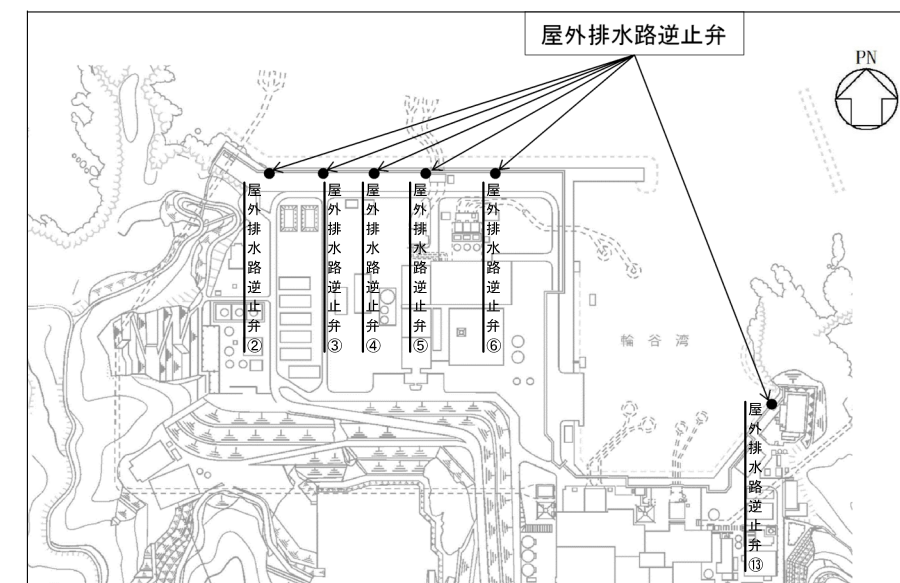 屋外排水路逆止弁
PN
屋外排水路逆止弁②
屋外排水路逆止弁③
屋外排水路逆止弁④
屋外排水路逆止弁⑤
屋外排水路逆止弁⑥
輪谷湾
屋外排水路逆止弁⑬